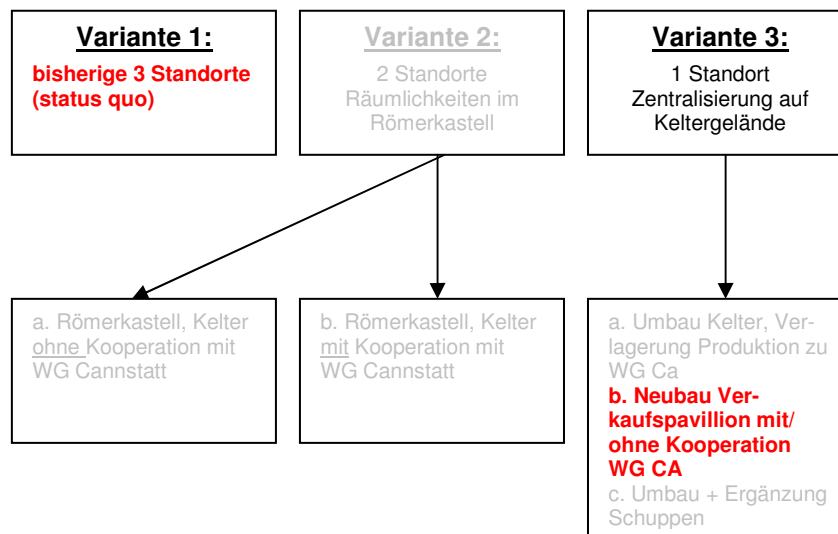 Variante 1:
bisherige 3 Standorte
(status quo)
Variante 2:
2 Standorte
Räumlichkeiten im
Römerkastell
Variante 3:
1 Standort
Zentralisierung auf
Keltergelände
a. Römerkastell, Kelter
ohne Kooperation mit
WG Cannstatt
b. Römerkastell, Kelter
mit Kooperation mit
WG Cannstatt
a. Umbau Kelter, Ver-
lagerung Produktion zu
WG Ca
b. Neubau Ver-
kaufspavillion mit/
ohne Kooperation
WG CA
c. Umbau + Ergänzung
Schuppen